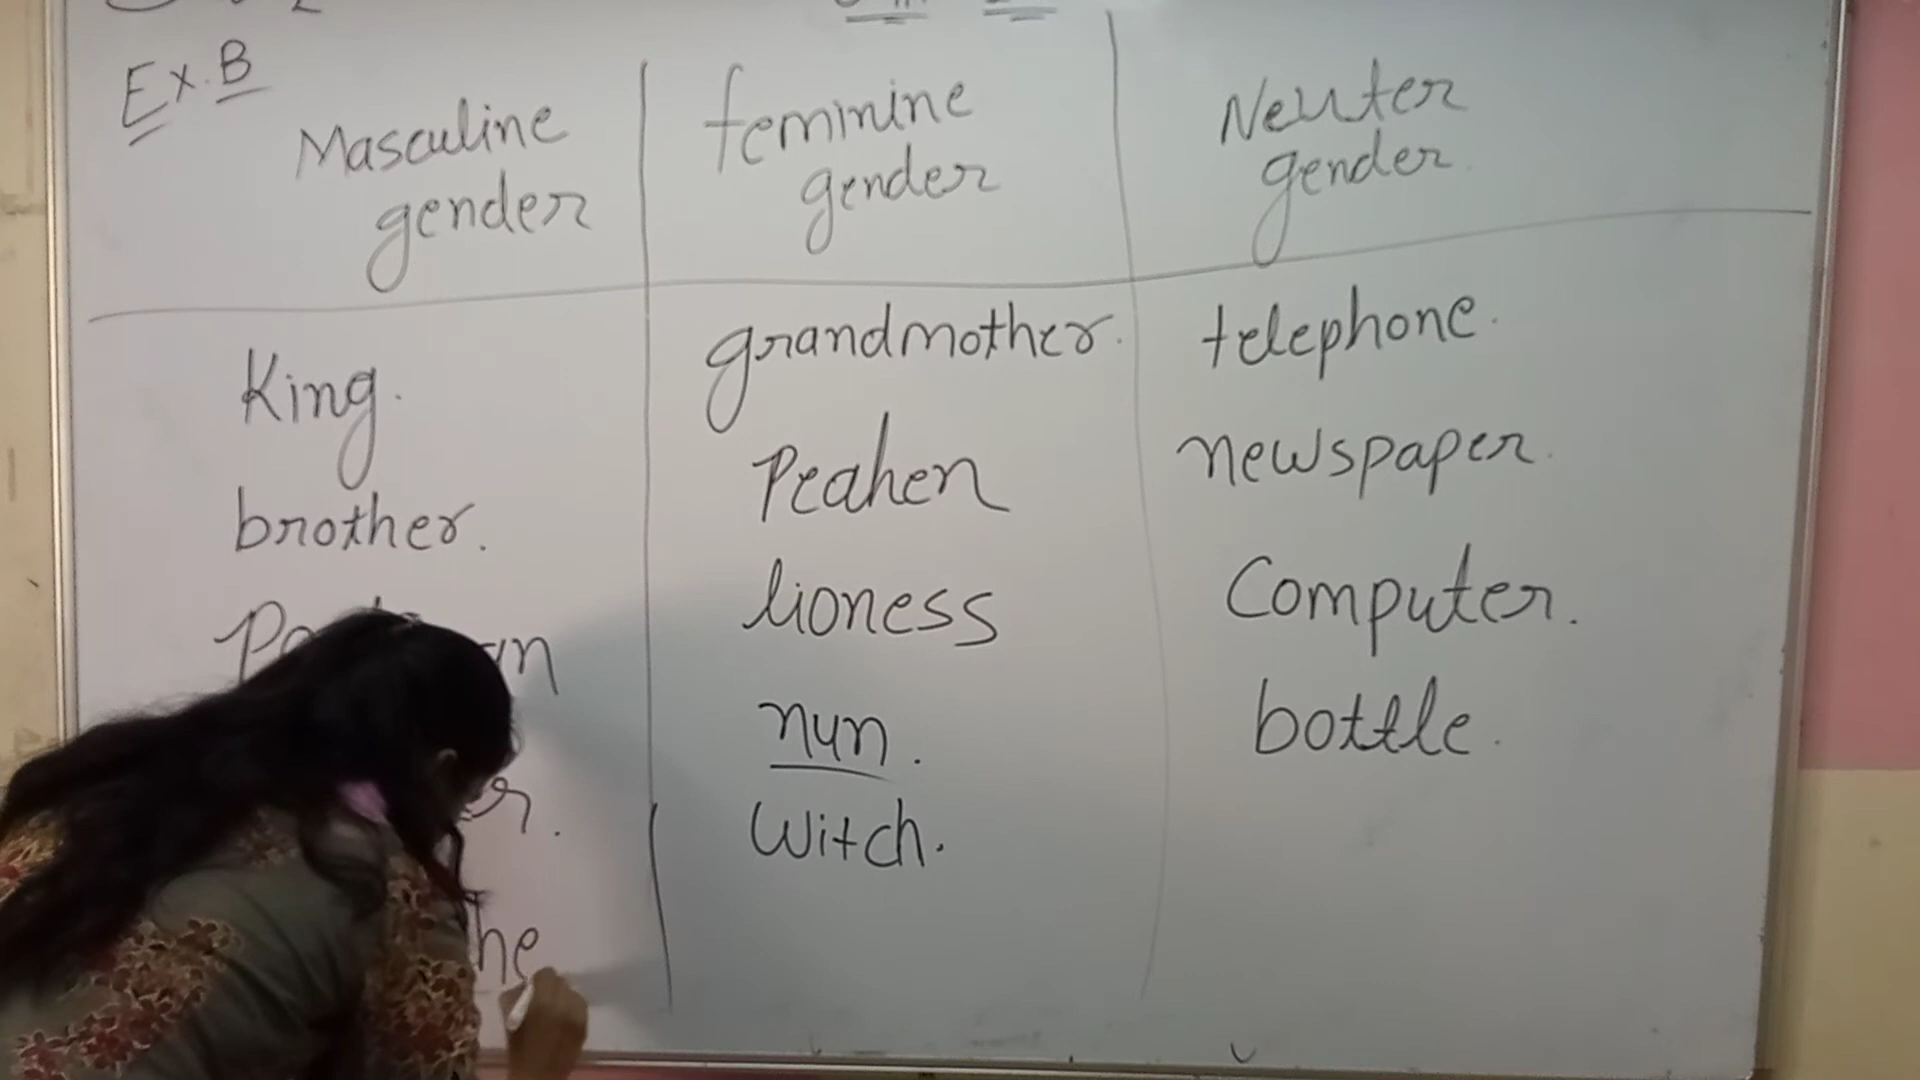 Ex. B
Masculine gender
feminine gender
Neuter gender
King.
brother.
grandmother.
Peahen
lioness
nun.
Witch.
telephone.
newspaper.
Computer.
bottle.